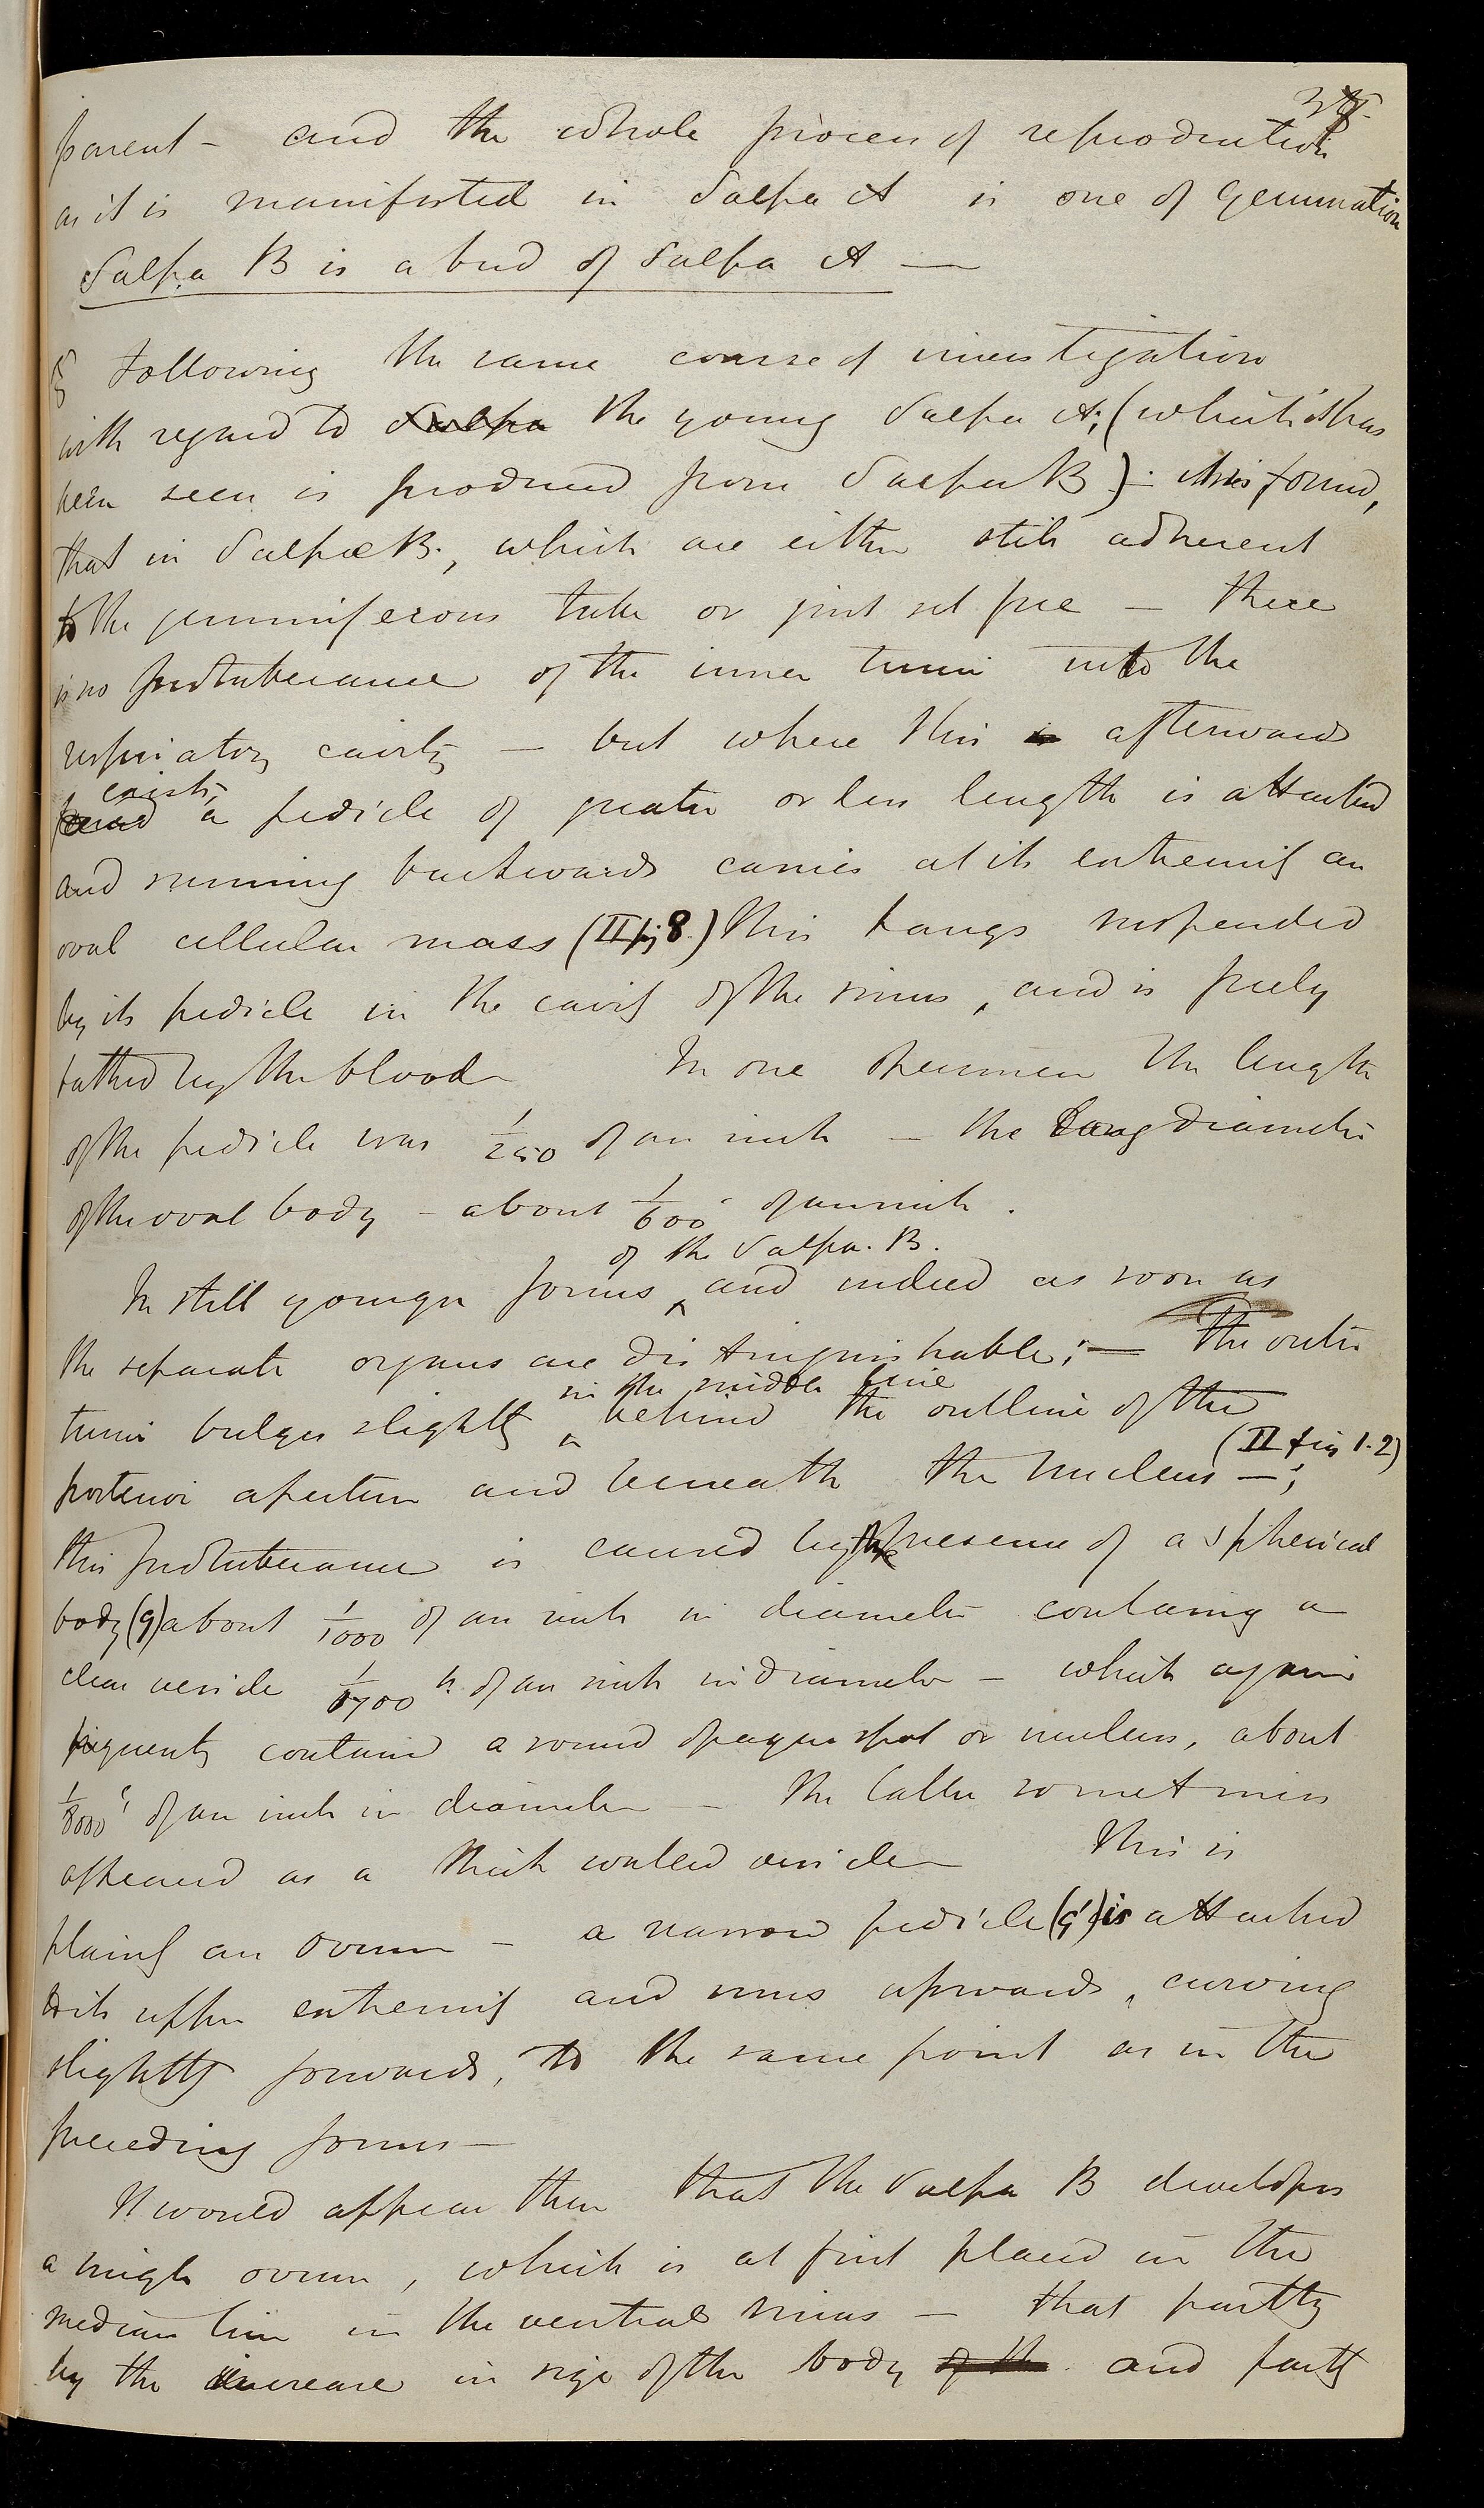 parent – and the whole process of reproduction
as it is manifested in Salpa A is one of gemmation
Salpa B is a bud of Salpa A —
Following the same course of investigation
with regard to Salpa the young Salpa A, (which it has
been seen is produced from Salpa B) : it is found,
that in Salpæ B., which are either still adherent
to the gemmiferous tube or just set free – there
is no protuberance of the inner tunic into the
respiratory cavity – but where this is afterwards
exists,
found a pedicle of greater or less length is attached
and running backwards carries at its extremity an
oval cellular mass (II fig 8.) this hangs suspended
by its pedicle in the cavity of the sinus, and is freely
bathed by the blood – In one specimen the length
of the pedicle was 1/250 of an inch – the long diameter
of the oval body – about 1/600 of an inch.
of the Salpa. B.
In still younger forms ^ and indeed as soon as
the separate organs are distinguishable; — the outer
in the middle line
tunic bulges slightly ^ behind the outline of the
(II fig 1.2)
posterior aperture and beneath the nucleus —;
this protuberance is caused by the presence of a spherical
body (g) about 1/1000 of an inch in diameter containing a
clear vesicle 1/1700 th of an inch in diameter – which again
frequently contained a round opaque spot or nucleus, about
1/8000 of an inch in diameter – the latter sometimes
appeared as a thick walled vesicle – This is
plainly an ovum – a narrow pedicle (g') is attached
to its upper extremity and runs upwards, curving
slightly forwards, to the same point as in the
preceding forms –
It would appear then that the Salpa B developes
a single ovum, which is at first placed in the
median line in the ventral sinus – that partly
by the increase in size of the body of the and partly